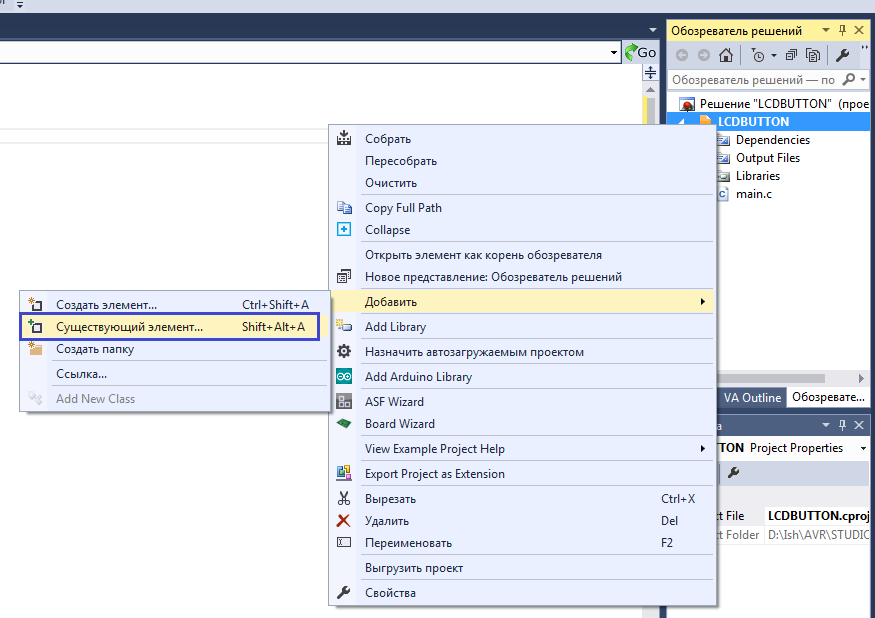 Go
Обозреватель решений
Обозреватель решений — по
Решение "LCDBUTTON" (прое
LCDBUTTON
Dependencies
Output Files
Libraries
main.c
Собрать
Пересобрать
Очистить
Copy Full Path
Collapse
Открыть элемент как корень обозревателя
Новое представление: Обозреватель решений
Добавить
Add Library
Назначить автозагружаемым проектом
Add Arduino Library
ASF Wizard
Board Wizard
View Example Project Help
Export Project as Extension
Вырезать Ctrl+X
Удалить Del
Переименовать F2
Выгрузить проект
Свойства
Создать элемент... Ctrl+Shift+A
Существующий элемент... Shift+Alt+A
Создать папку
Ссылка...
Add New Class
VA Outline Обозревате...
а
TON Project Properties
ct File LCDBUTTON.cproj
ct Folder D:\Ish\AVR\STUDIC